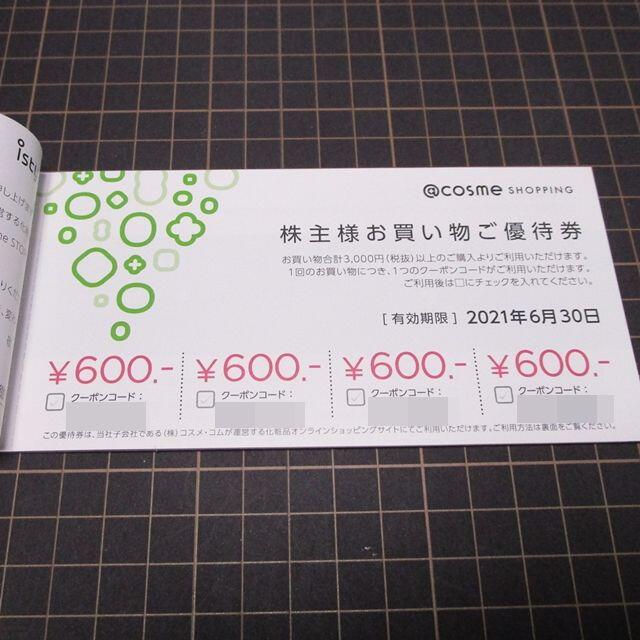 ist
し上げ
@cosme SHOPPING
株主様お買い物ご優待券
お買い物合計3,000円(税抜)以上のご購入よりご利用いただけます。
1回のお買い物につき、1つのクーポンコードがご利用いただけます。
ご利用後は□にチェックを入れてください。
[有効期限] 2021年6月30日
¥600.- ¥600.- ¥600.- ¥600.-
クーポンコード： クーポンコード： クーポンコード： クーポンコード：
この優待券は、当社子会社である(株)コスメ・コムが運営する化粧品オンラインショッピングサイトにてご利用いただけます。ご利用方法は裏面をご覧ください。